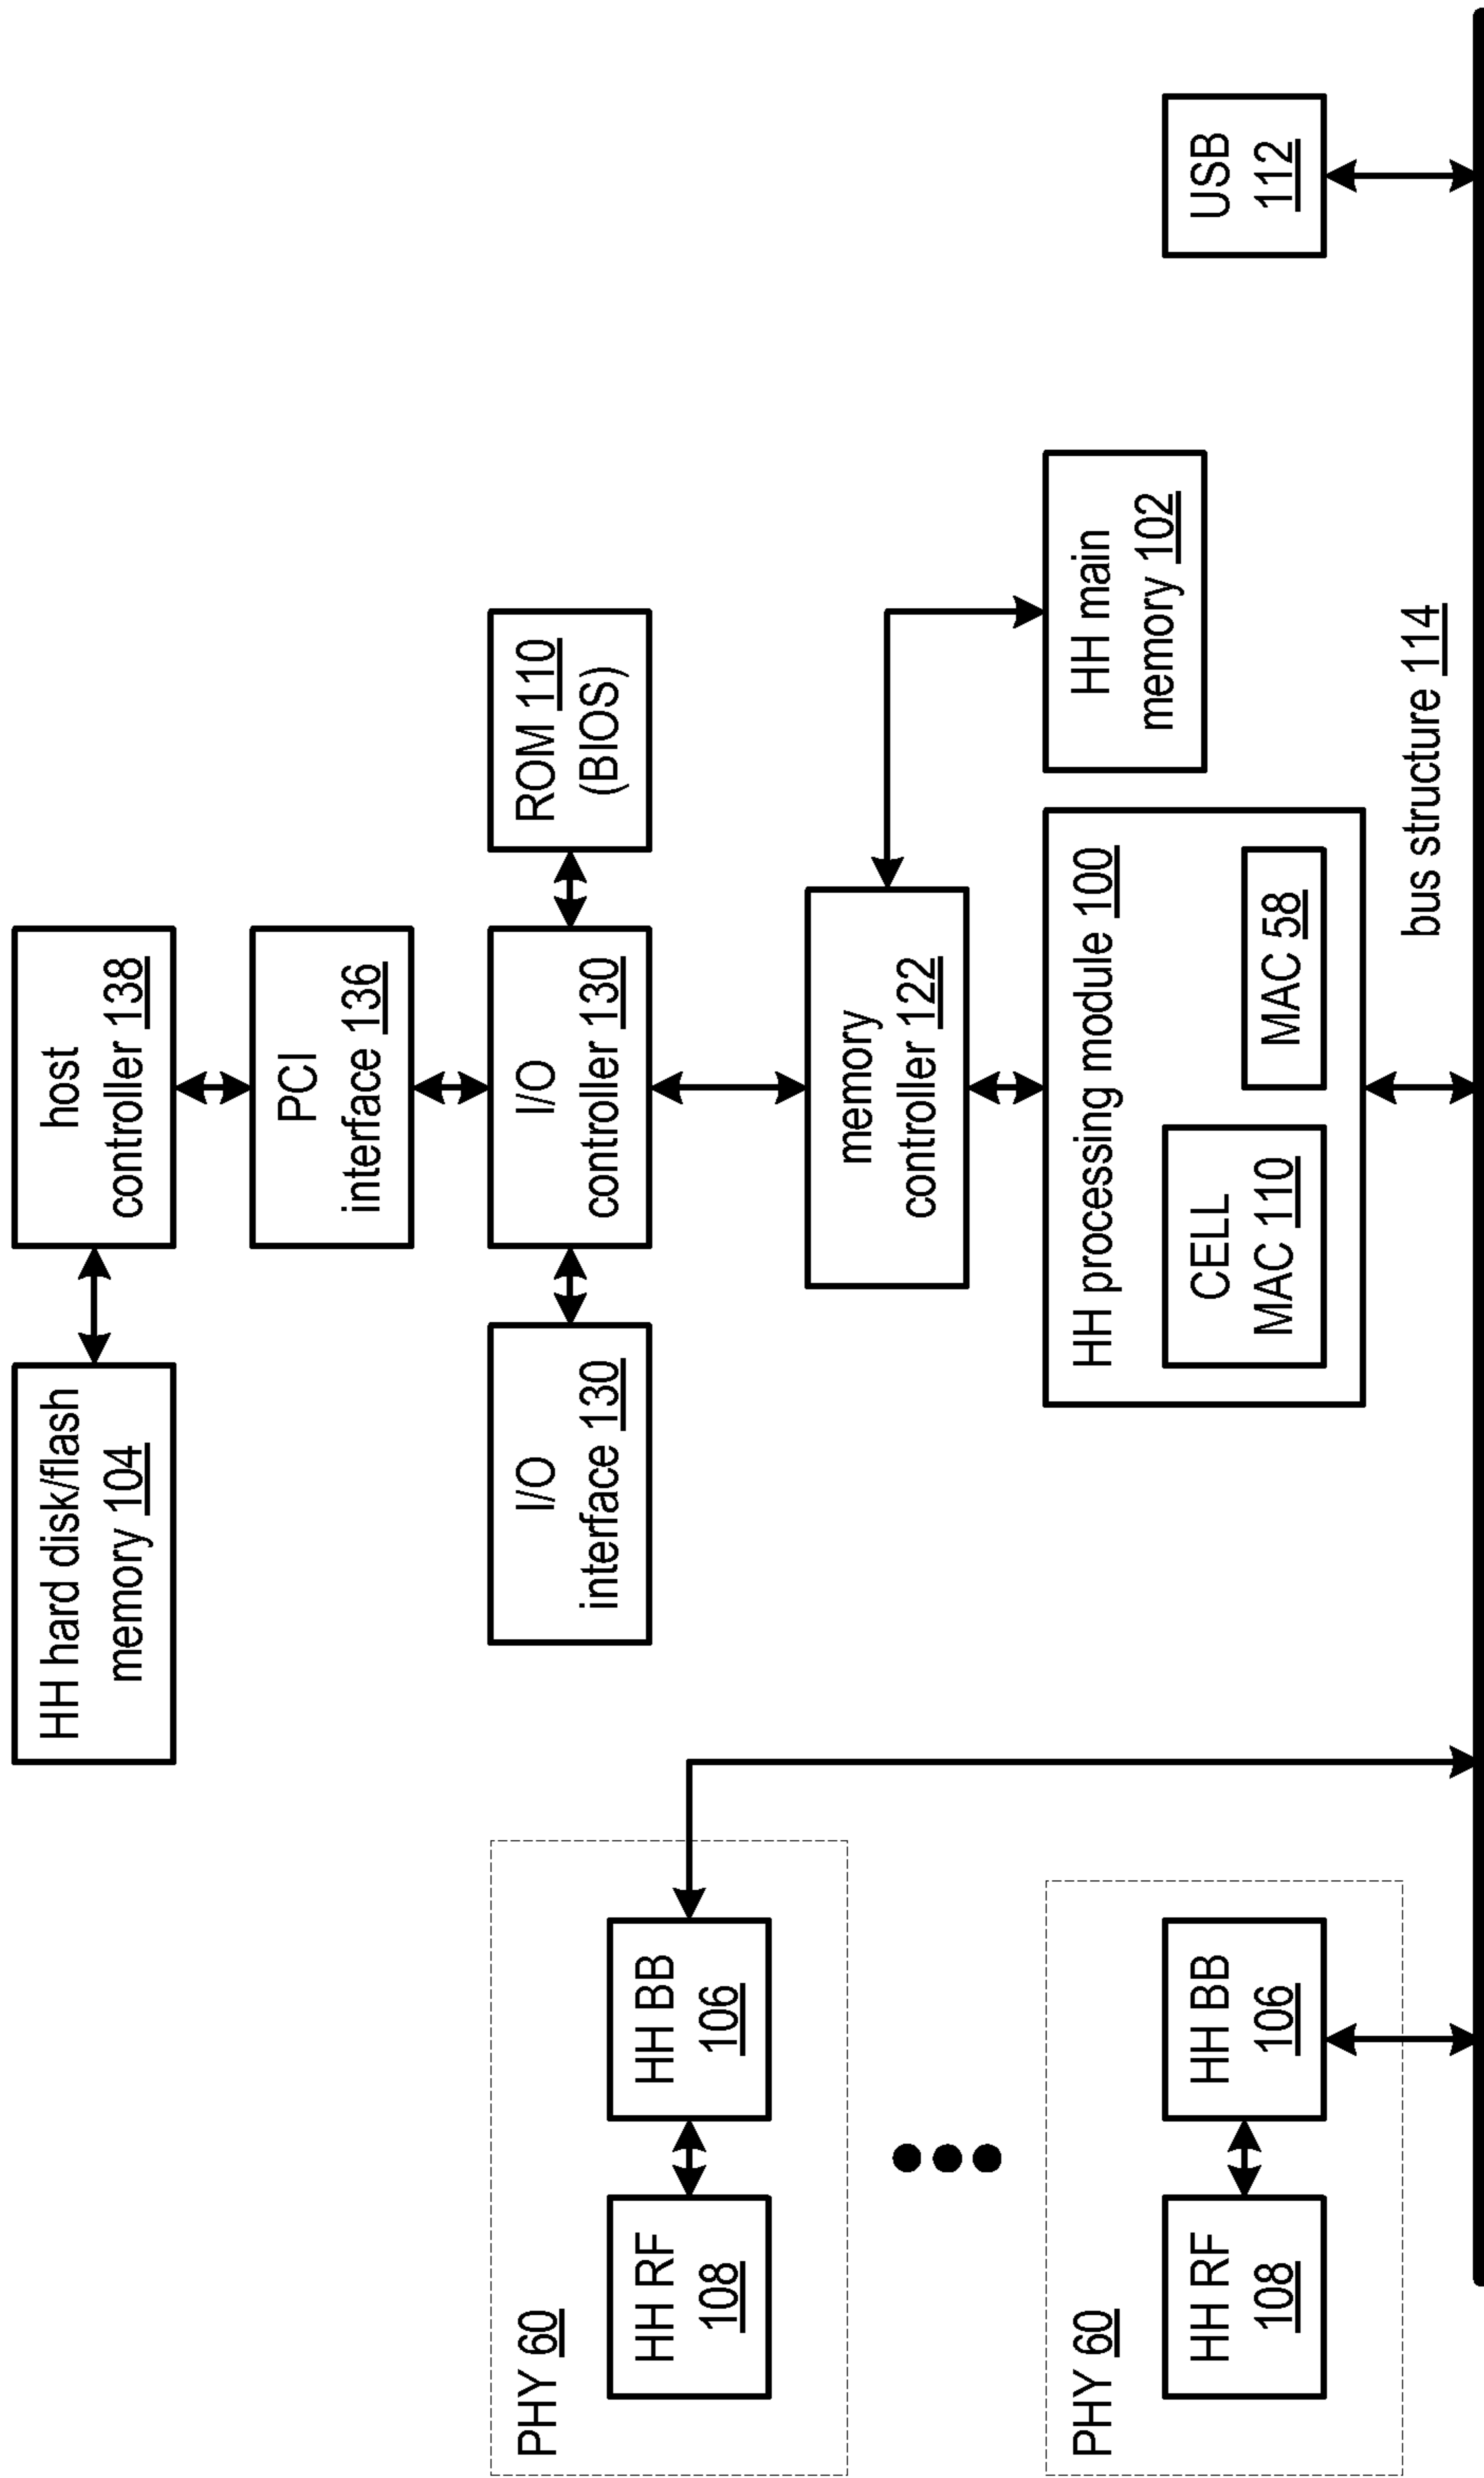 HH hard disk/flash
memory 104
host
controller 138
PCI
interface 136
I/O
interface 130
I/O
controller 130
ROM 110
(BIOS)
PHY 60
HH RF
108
HH BB
106
memory
controller 122
PHY 60
HH RF
108
HH BB
106
HH processing module 100
CELL
MAC 110
MAC 58
HH main
memory 102
USB
112
bus structure 114